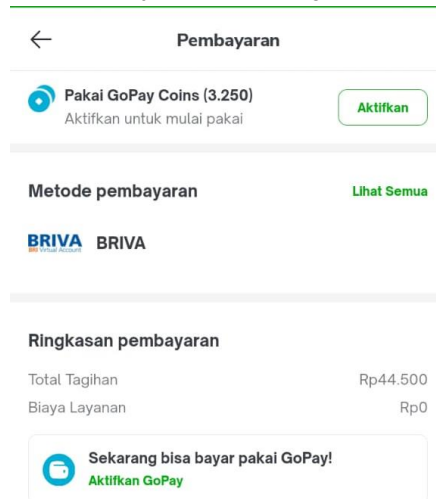 Pembayaran
Pakai GoPay Coins (3.250)
Aktifkan untuk mulai pakai
Aktifkan
Metode pembayaran
Lihat Semua
BRIVA
BRI Virtual Account
BRIVA
Ringkasan pembayaran
Total Tagihan Rp44.500
Biaya Layanan Rp0
Sekarang bisa bayar pakai GoPay!
Aktifkan GoPay